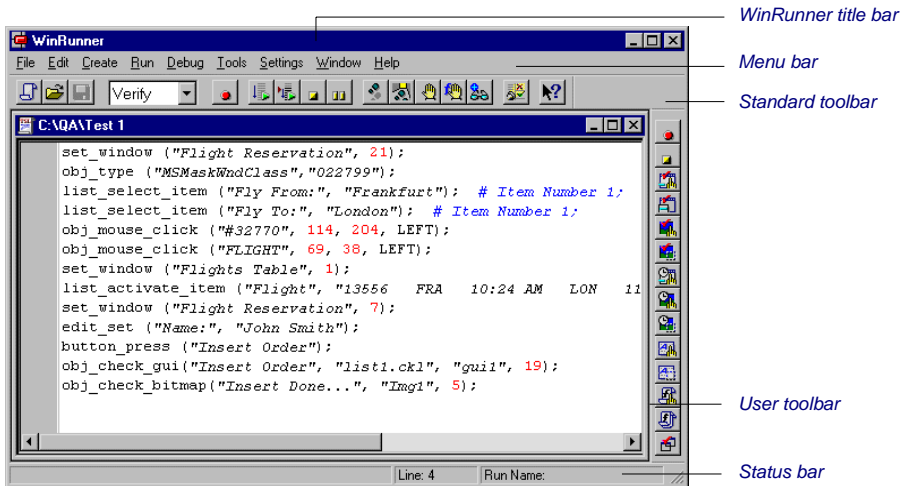 WinRunner title bar
WinRunner
File Edit Create Run Debug Tools Settings Window Help
Menu bar
Verify
Standard toolbar
C:\QA\Test 1
set_window ("Flight Reservation", 21);
obj_type ("MSMaskWndClass","022799");
list_select_item ("Fly From:", "Frankfurt"); # Item Number 1;
list_select_item ("Fly To:", "London"); # Item Number 1;
obj_mouse_click ("#32770", 114, 204, LEFT);
obj_mouse_click ("FLIGHT", 69, 38, LEFT);
set_window ("Flights Table", 1);
list_activate_item ("Flight", "13556 FRA 10:24 AM LON 11
set_window ("Flight Reservation", 7);
edit_set ("Name:", "John Smith");
button_press ("Insert Order");
obj_check_gui("Insert Order", "list1.ckl", "gui1", 19);
obj_check_bitmap("Insert Done...", "Img1", 5);
User toolbar
Line: 4
Run Name:
Status bar